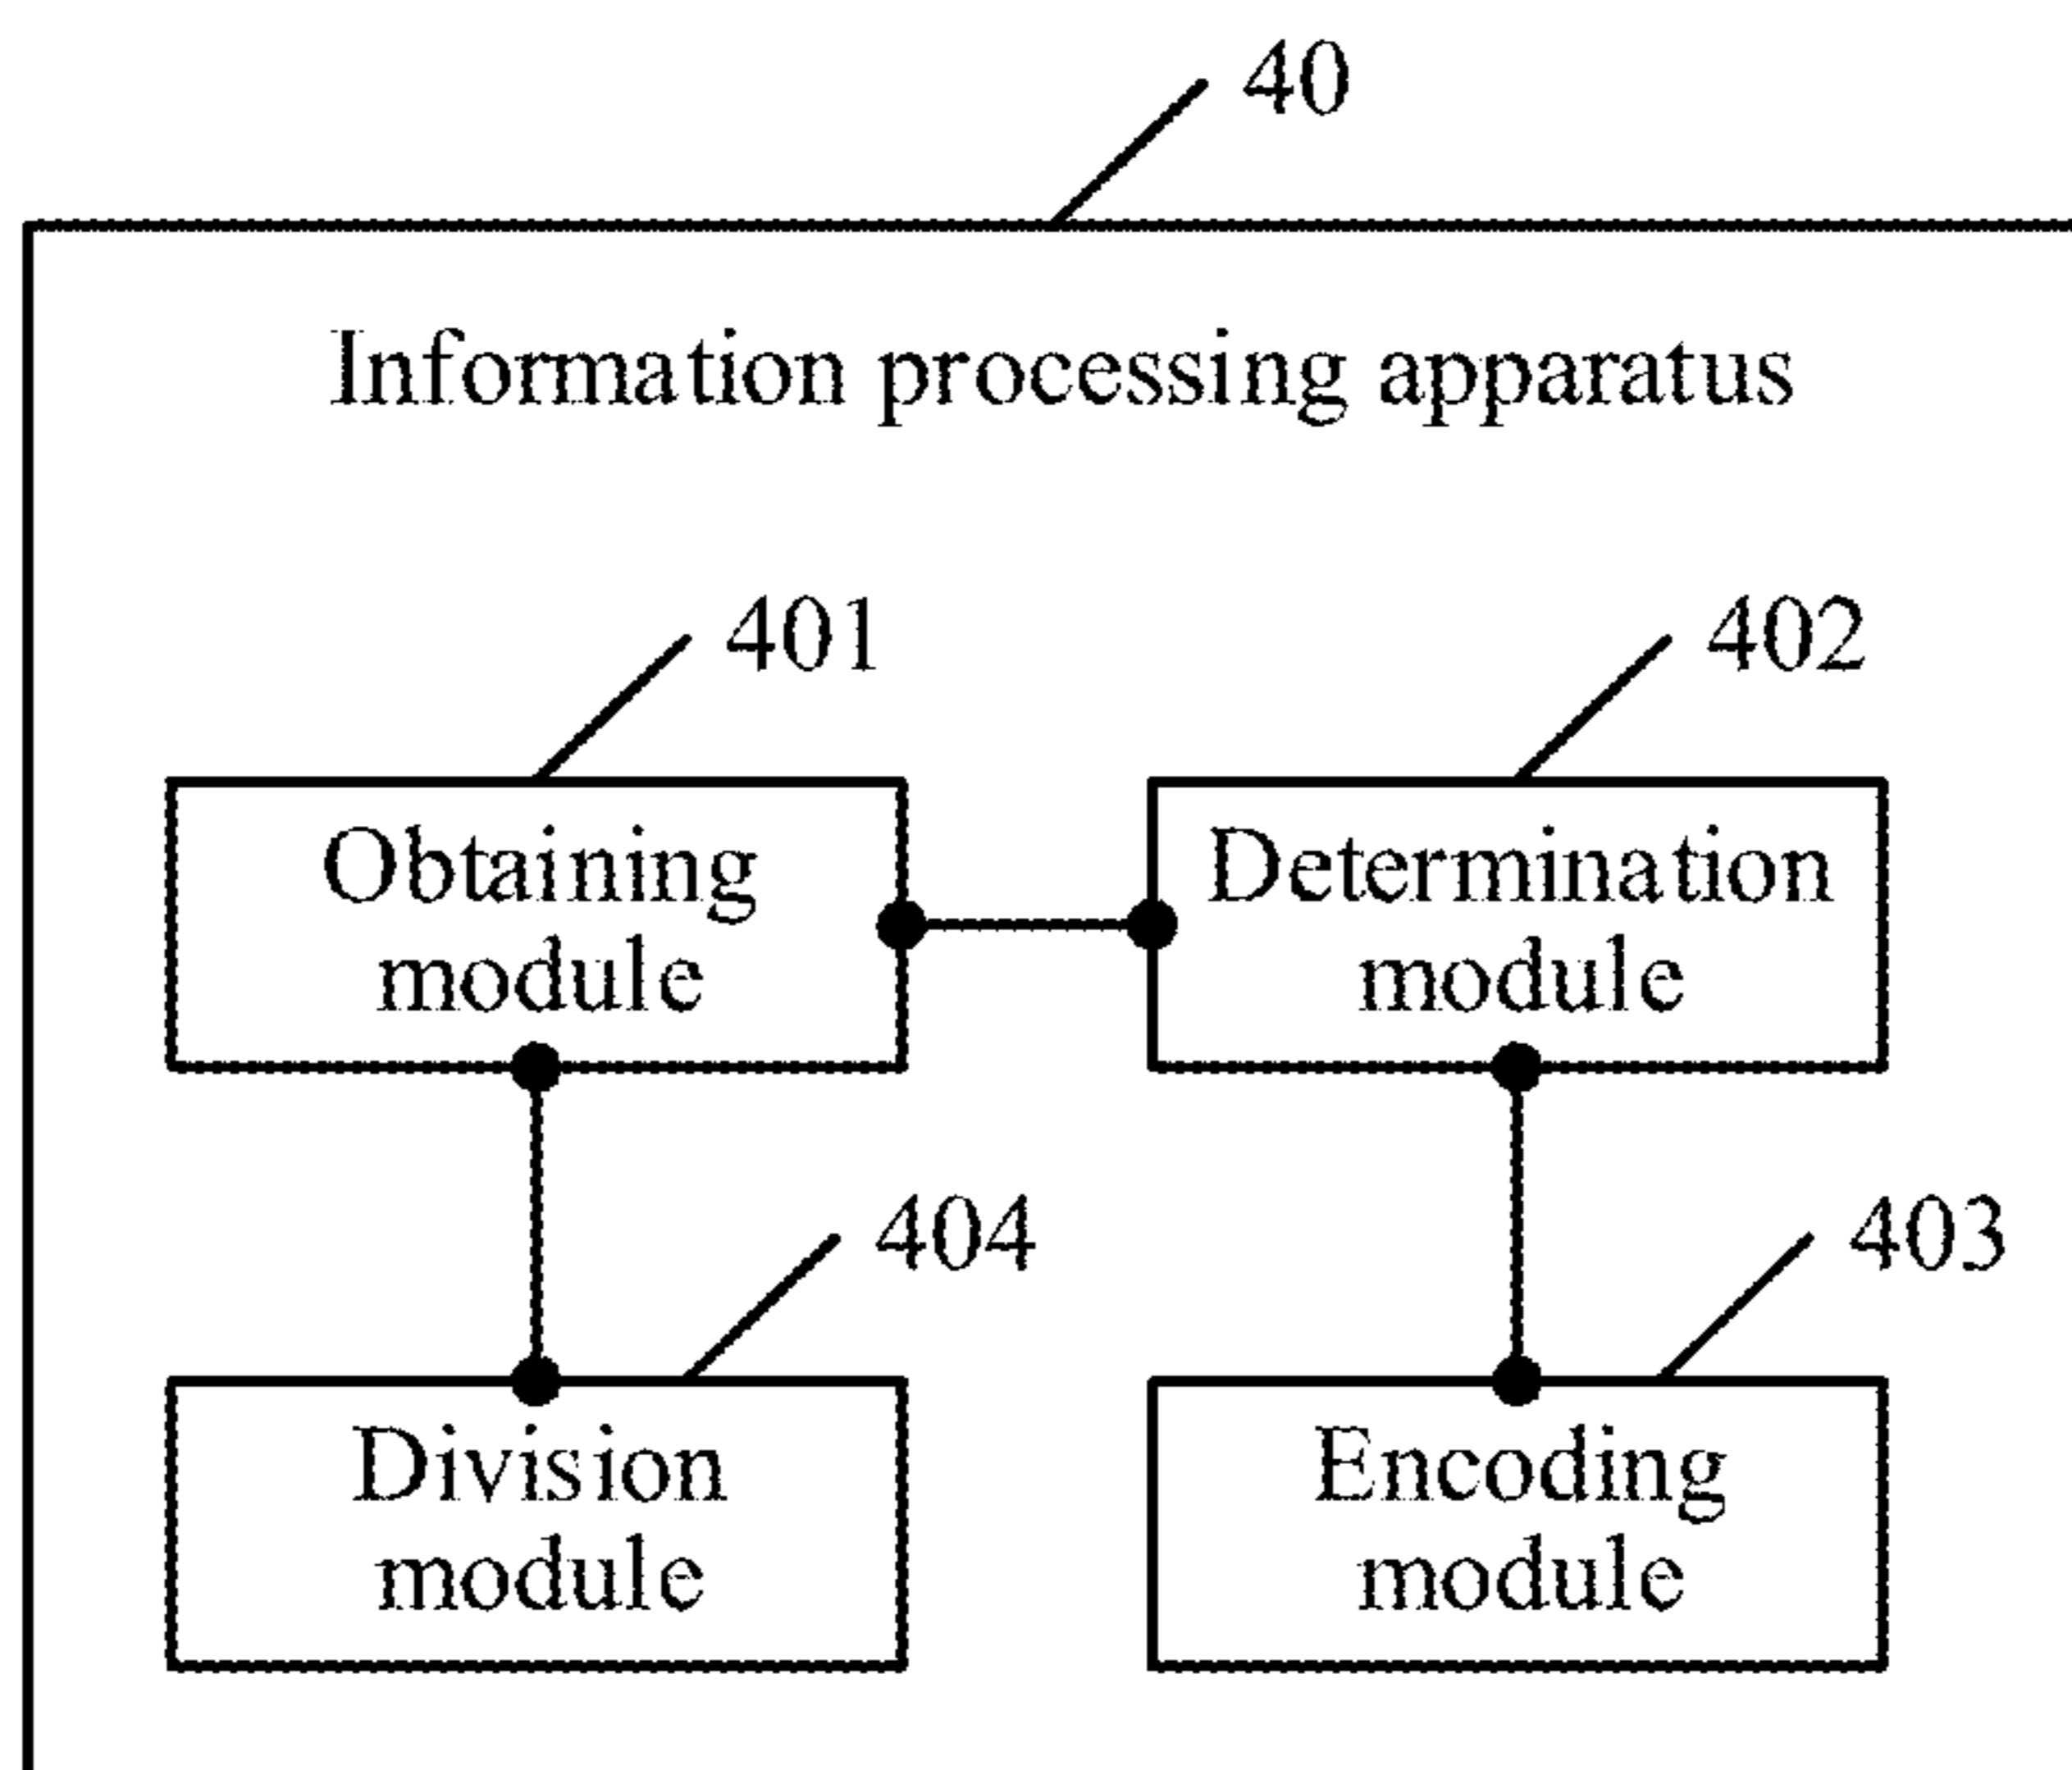 40
Information processing apparatus
401
402
Obtaining
module
Determination
module
404
403
Division
module
Encoding
module